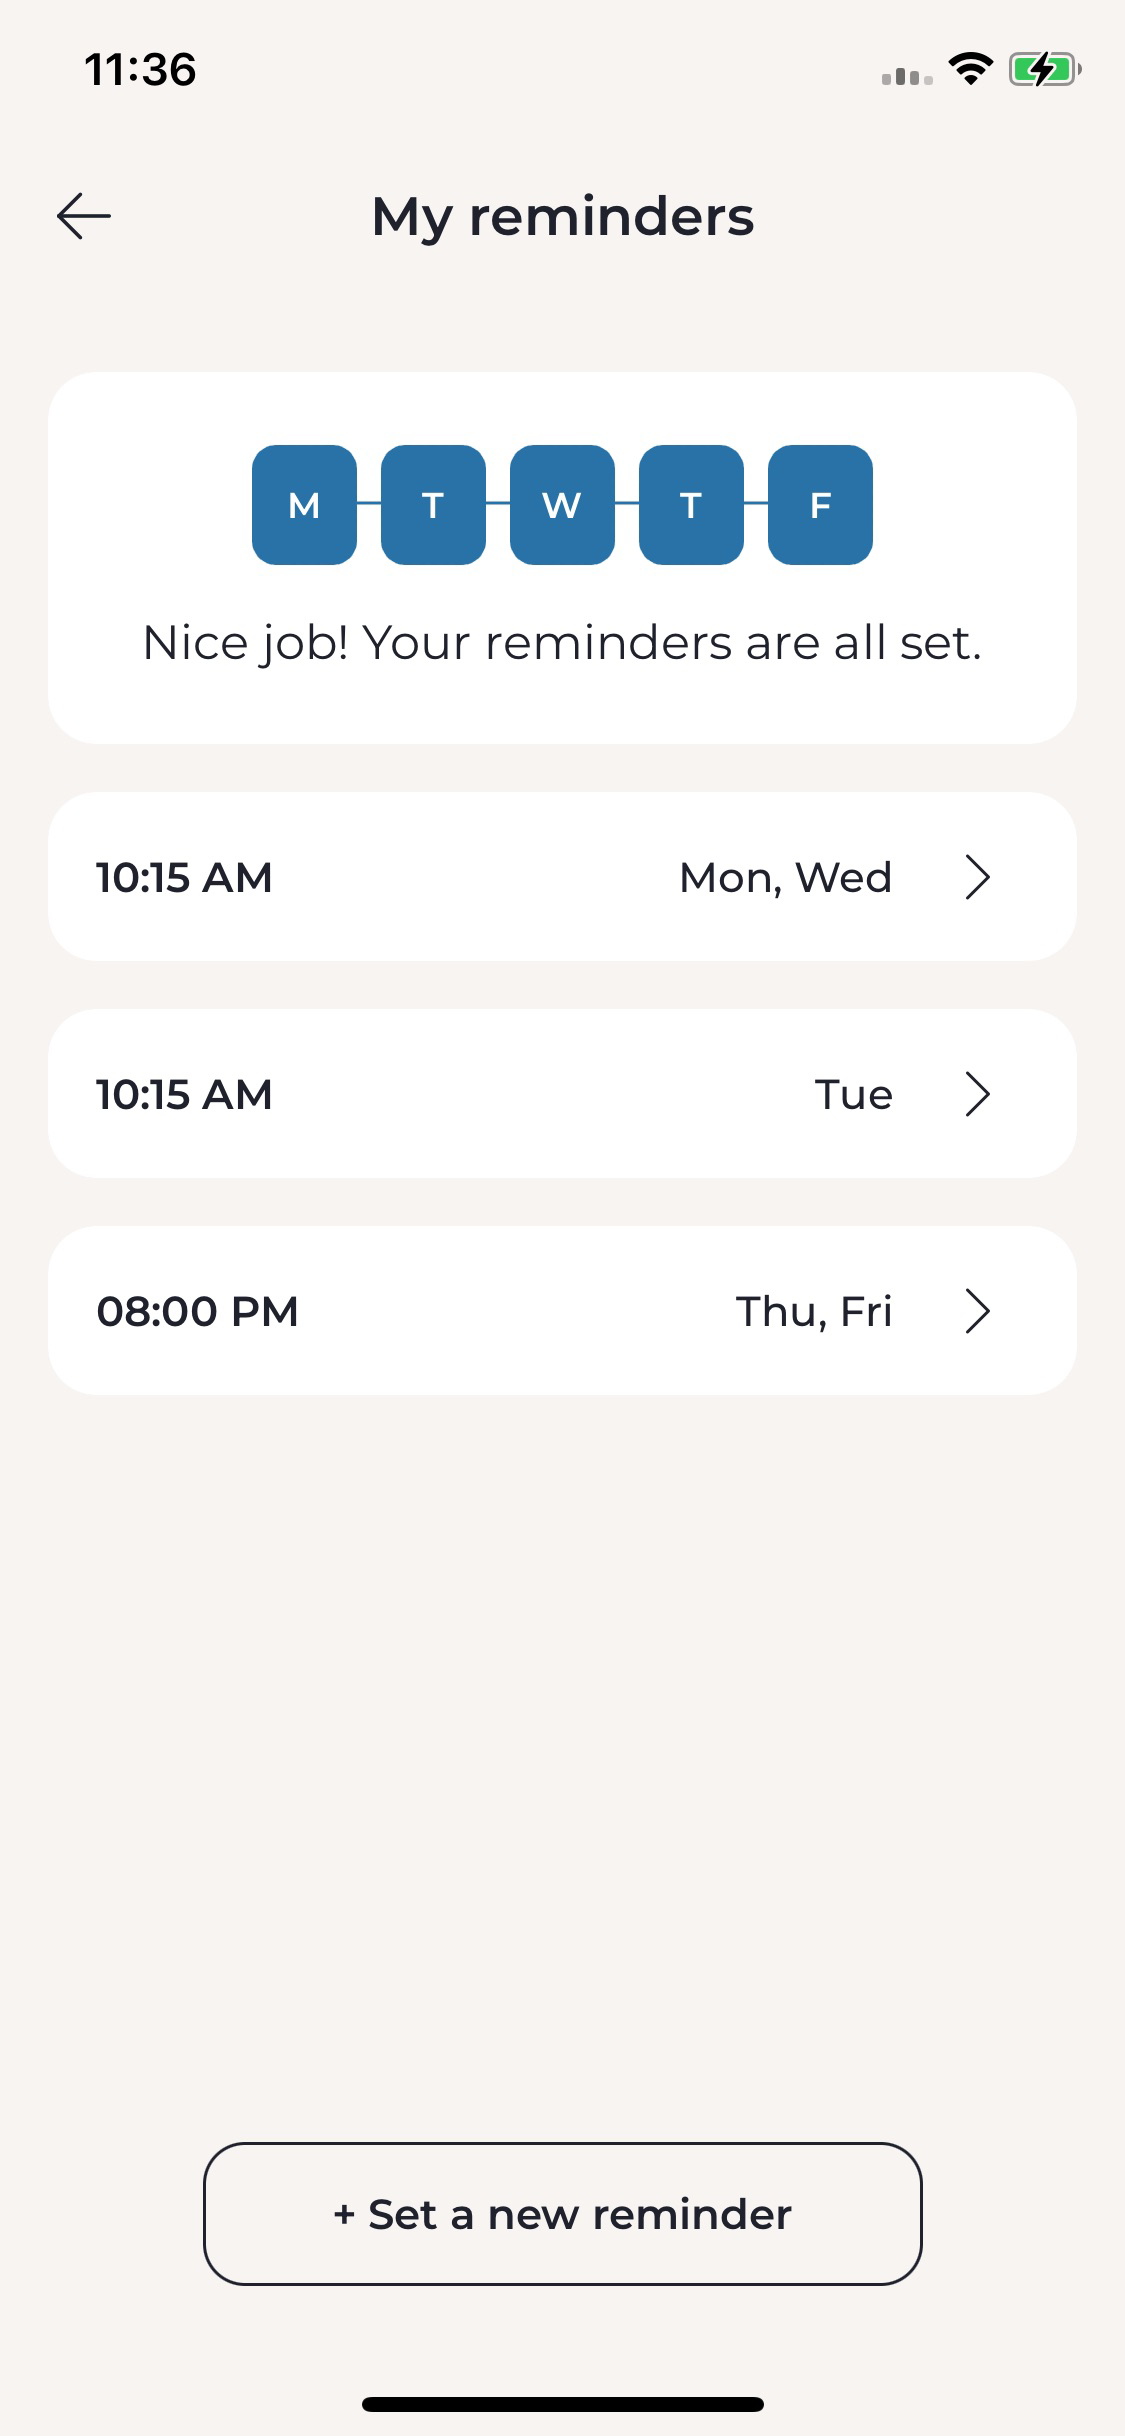 11:36
My reminders
M T W T F
Nice job! Your reminders are all set.
10:15 AM Mon, Wed
10:15 AM Tue
08:00 PM Thu, Fri
+ Set a new reminder